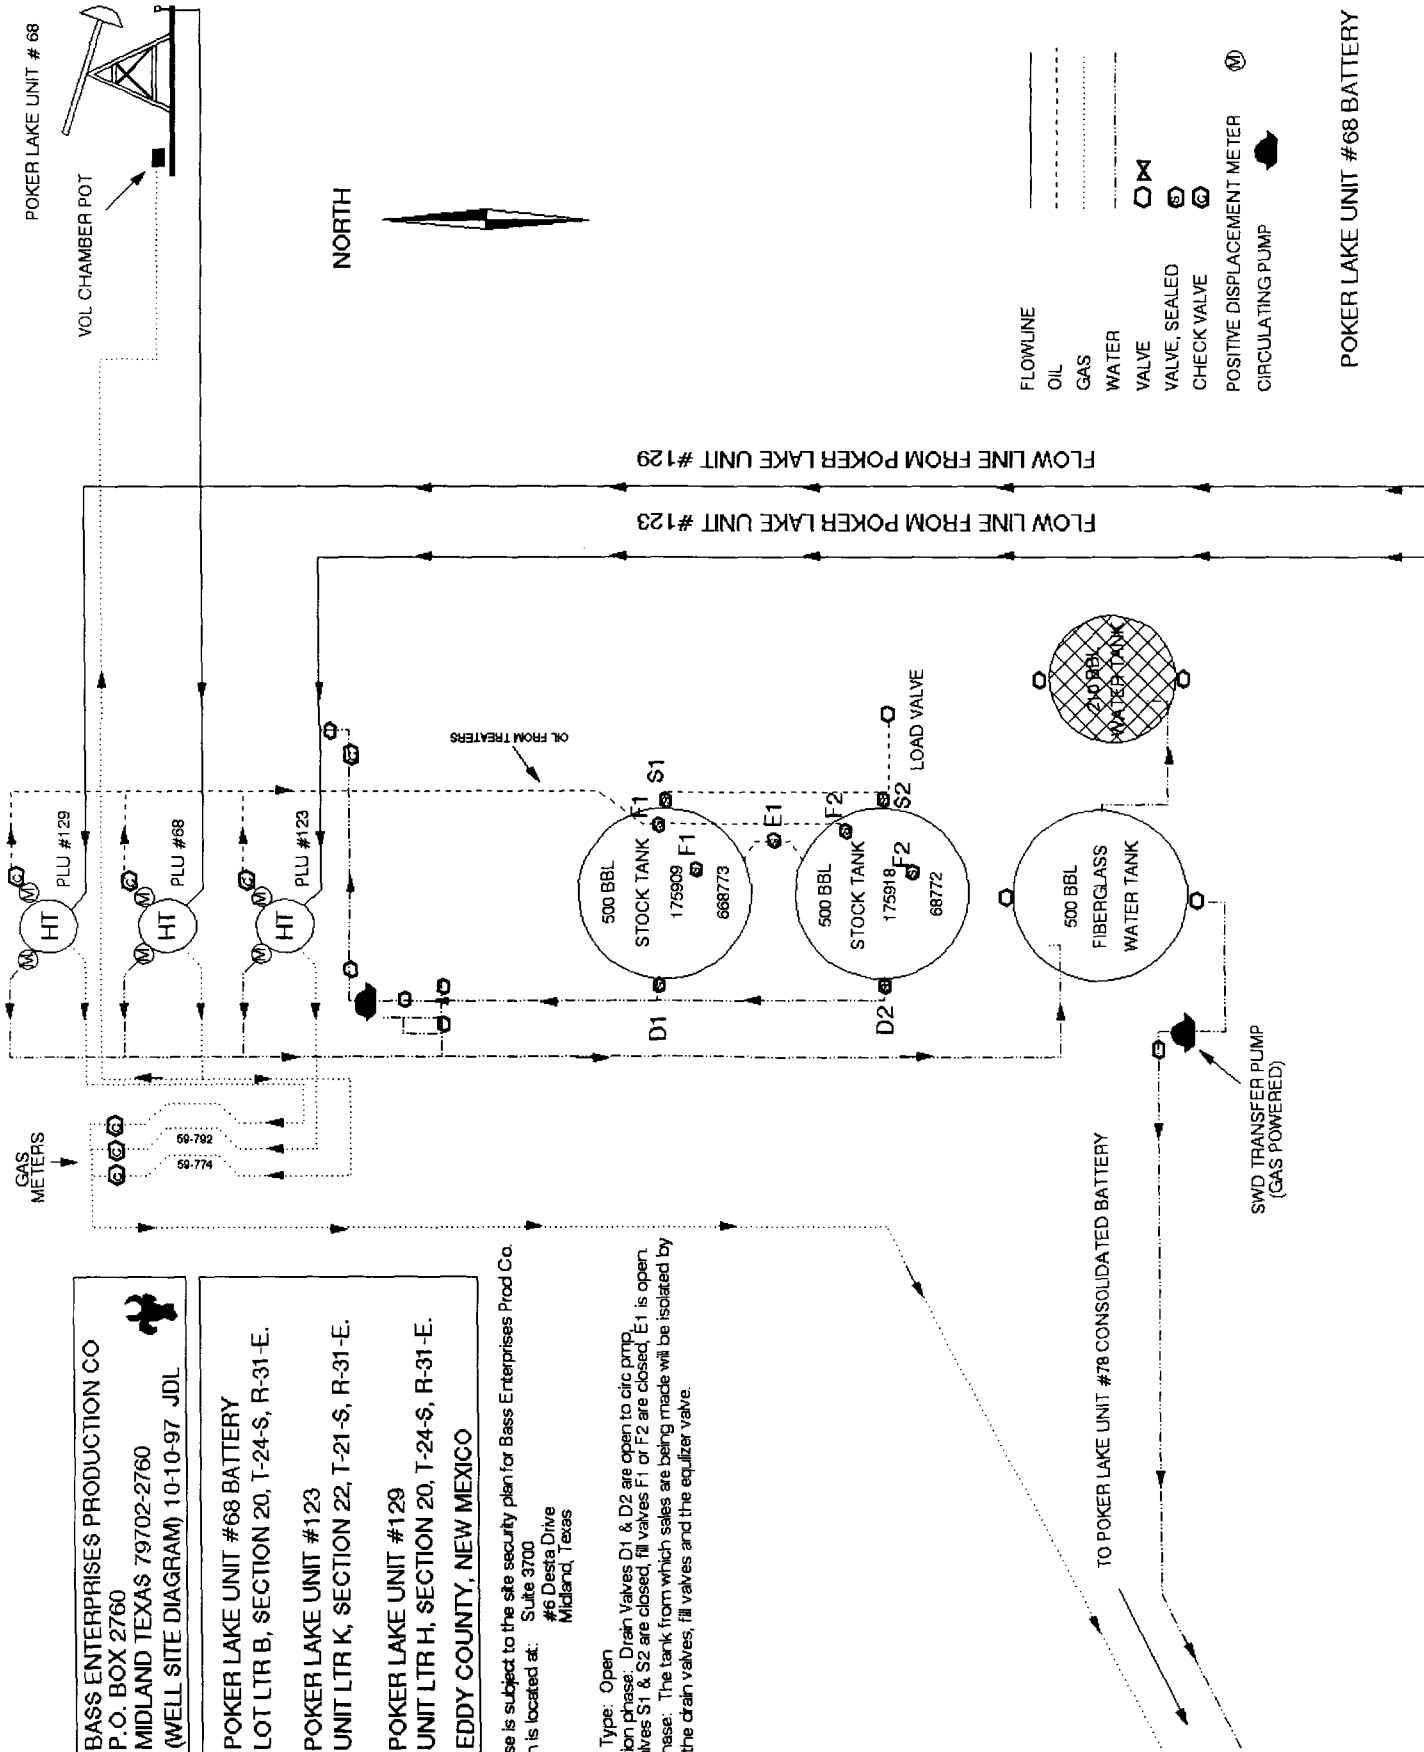 BASS ENTERPRISES PRODUCTION CO
P.O. BOX 2760
MIDLAND TEXAS 79702-2760
(WELL SITE DIAGRAM) 10-10-97 JDL
POKER LAKE UNIT #68 BATTERY
LOT LTR B, SECTION 20, T-24-S, R-31-E.
POKER LAKE UNIT #123
UNIT LTR K, SECTION 22, T-21-S, R-31-E.
POKER LAKE UNIT #129
UNIT LTR H, SECTION 20, T-24-S, R-31-E.
EDDY COUNTY, NEW MEXICO
se is subject to the site security plan for Bass Enterprises Prod Co.
n is located at: Suite 3700
#6 Desta Drive
Midland, Texas
Type: Open
ion phase: Drain Valves D1 & D2 are open to circ pmp,
lves S1 & S2 are closed, fill valves F1 or F2 are closed, E1 is open.
hase: The tank from which sales are being made will be isolated by
the drain valves, fill valves and the equlizer valve.
GAS
METERS
59-792
59-774
C
C
C
HT
M
M
C
PLU #129
HT
M
M
C
PLU #68
HT
M
M
C
PLU #123
POKER LAKE UNIT # 68
VOL CHAMBER POT
NORTH
OIL FROM TREATERS
500 BBL
STOCK TANK
175909
668773
F1
F1
S1
D1
E1
500 BBL
STOCK TANK
175918
68772
F2
F2
S2
D2
LOAD VALVE
500 BBL
FIBERGLASS
WATER TANK
210 BBL
WATER TANK
FLOW LINE FROM POKER LAKE UNIT #129
FLOW LINE FROM POKER LAKE UNIT #123
SWD TRANSFER PUMP
(GAS POWERED)
TO POKER LAKE UNIT #78 CONSOLIDATED BATTERY
FLOWLINE
OIL
GAS
WATER
VALVE
VALVE, SEALED S
CHECK VALVE C
POSITIVE DISPLACEMENT METER M
CIRCULATING PUMP
POKER LAKE UNIT #68 BATTERY